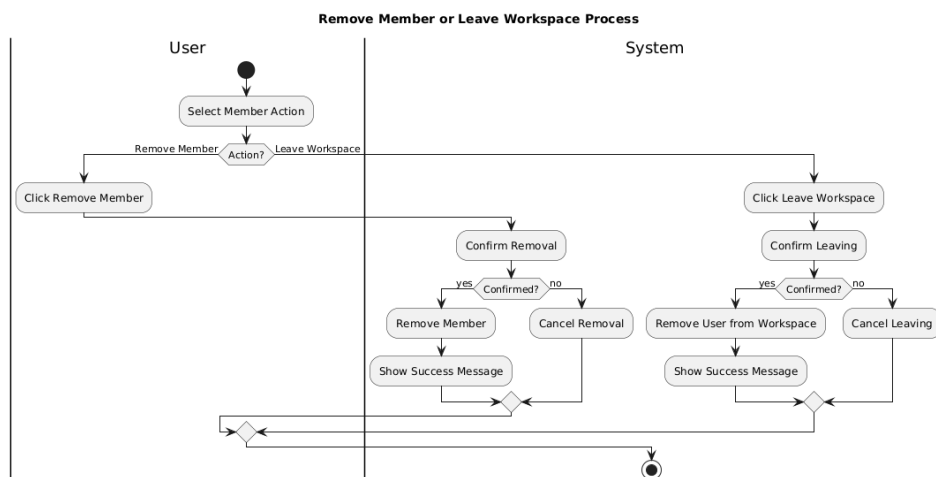 Remove Member or Leave Workspace Process
User
System
Select Member Action
Remove Member
Action?
Leave Workspace
Click Remove Member
Click Leave Workspace
Confirm Removal
Confirm Leaving
yes
Confirmed?
no
yes
Confirmed?
no
Remove Member
Cancel Removal
Remove User from Workspace
Cancel Leaving
Show Success Message
Show Success Message